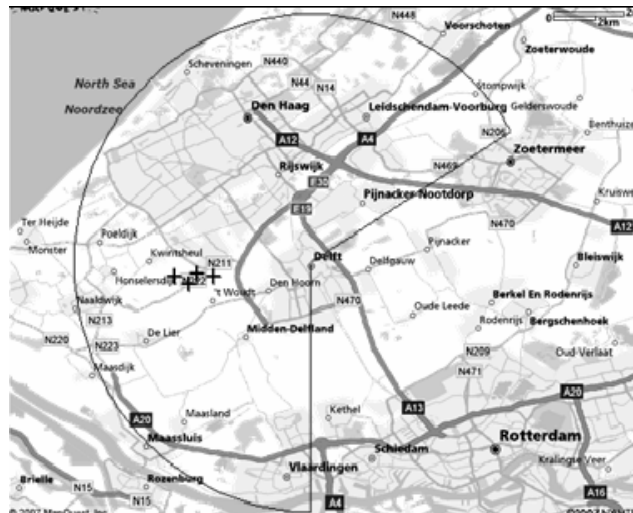 N448
Voorschoten
2km
Zoeterwoude
Scheveningen
N440
North Sea
N44
N14
Stompwijk
Noordzee
Den Haag
Leidschendam-Voorburg
Gelderswoude
A12
A4
N206
Benthuize
Zoetermeer
Rijswijk
N469
E30
Pijnacker-Nootdorp
Kruisw
E19
Ter Heijde
Poeldijk
N470
A12
Monster
Kwintsheul
N211
Delft
Pijnacker
Bleiswijk
Honselersdijk
N222
Delfgauw
't Woudt
Den Hoorn
Naaldwijk
N470
Oude Leede
Berkel En Rodenrijs
N213
Rodenrijs
Bergschenhoek
N220
De Lier
Midden-Delfland
N223
N209
Oud-Verlaat
Maasdijk
N471
A20
A20
Maasland
Kethel
A13
Maassluis
Schiedam
Rotterdam
Vlaardingen
Kralingse Veer
Brielle
Rozenburg
N15
N15
A4
A16